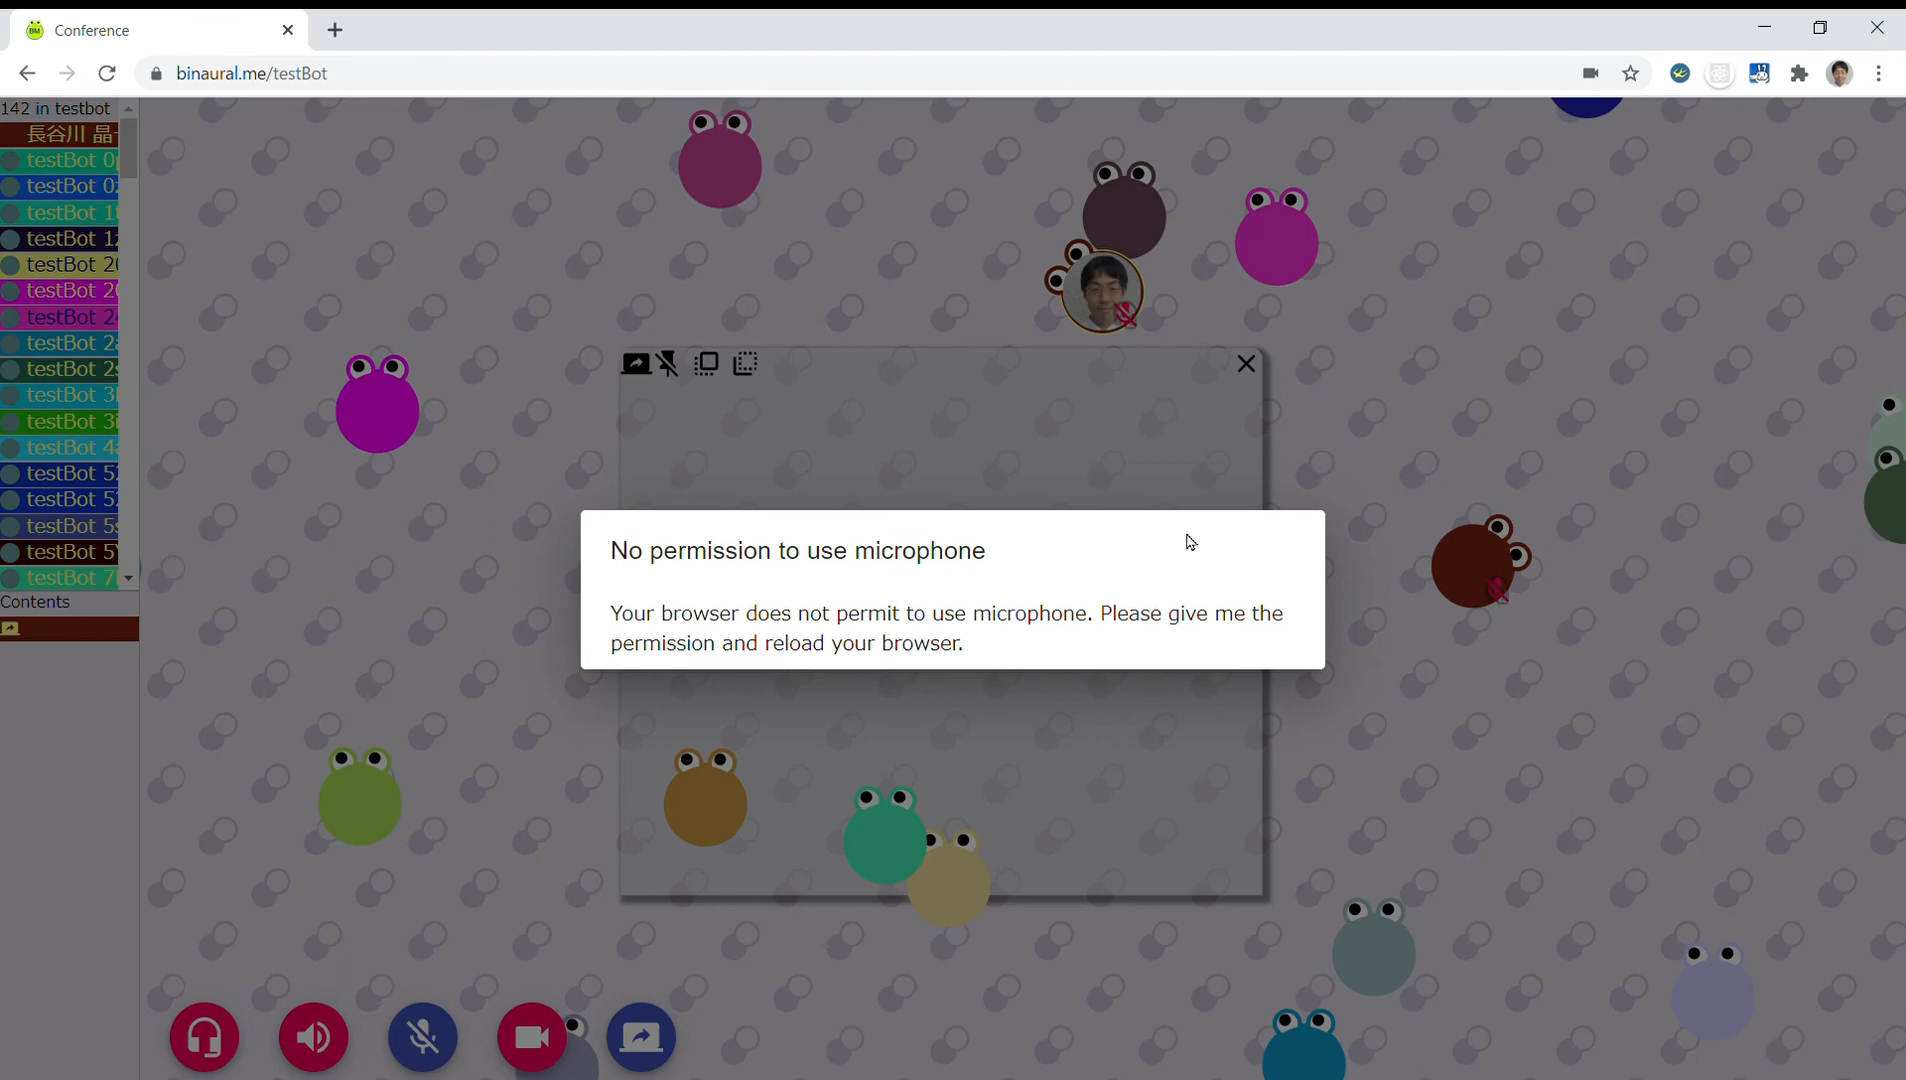 Conference
binaural.me/testBot
142 in testbot
長谷川 晶
testBot 0
testBot 0
testBot 1
testBot 1
testBot 2
testBot 2
testBot 2
testBot 2
testBot 2
testBot 3
testBot 3
testBot 4
testBot 5
testBot 5
testBot 5
testBot 5
testBot 7
Contents
No permission to use microphone
Your browser does not permit to use microphone. Please give me the
permission and reload your browser.